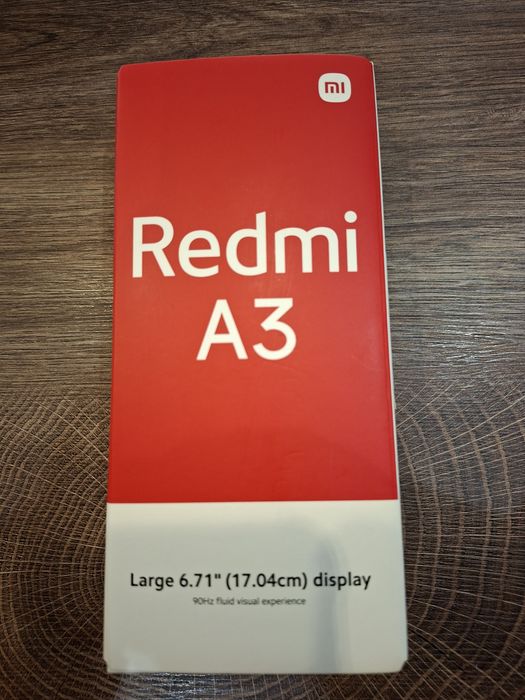 mi
Redmi
A3
Large 6.71" (17.04cm) display
90Hz fluid visual experience